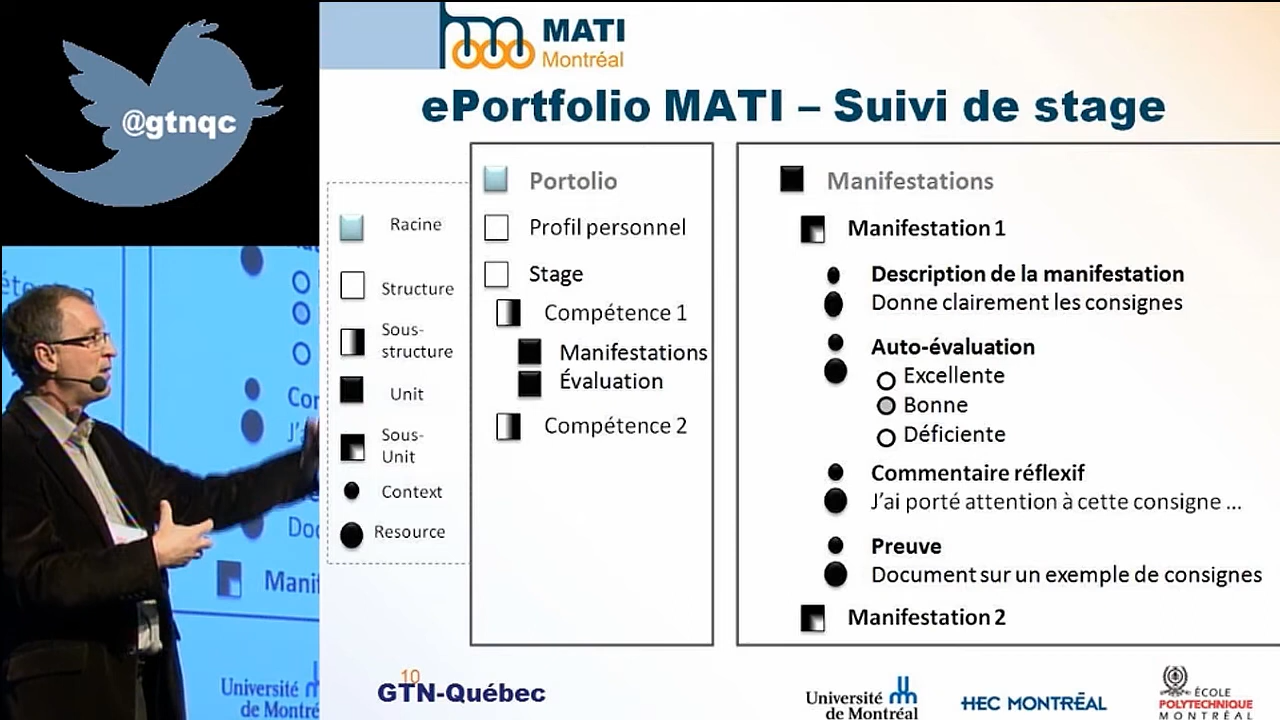 @gtnqc
MATI
Montréal
ePortfolio MATI – Suivi de stage
Racine
Structure
Sous-
structure
Unit
Sous-
Unit
Context
Resource
Portolio
Profil personnel
Stage
Compétence 1
Manifestations
Évaluation
Compétence 2
Manifestations
Manifestation 1
Description de la manifestation
Donne clairement les consignes
Auto-évaluation
Excellente
Bonne
Déficiente
Commentaire réflexif
J'ai porté attention à cette consigne ...
Preuve
Document sur un exemple de consignes
Manifestation 2
10
GTN-Québec
Université
de Montréal
HEC MONTRÉAL
ÉCOLE
POLYTECHNIQUE
MONTRÉAL
Con
J'a
Doc
Manif
Université
de Montré